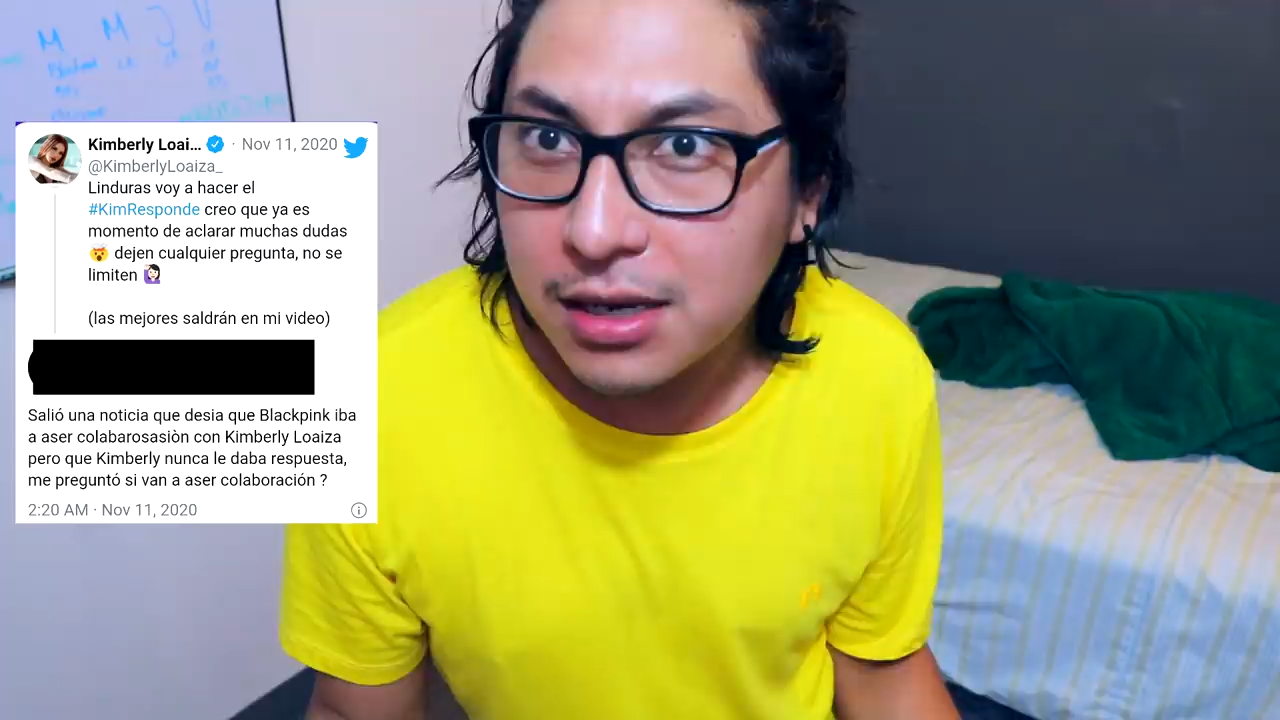 M M J V
Kimberly Loai... · Nov 11, 2020
@KimberlyLoaiza_
Linduras voy a hacer el
#KimResponde creo que ya es
momento de aclarar muchas dudas
🤯 dejen cualquier pregunta, no se
limiten 🙋🏻‍♀️
(las mejores saldrán en mi video)
Salió una noticia que desia que Blackpink iba
a aser colabarosasiòn con Kimberly Loaiza
pero que Kimberly nunca le daba respuesta,
me preguntó si van a aser colaboración ?
2:20 AM · Nov 11, 2020